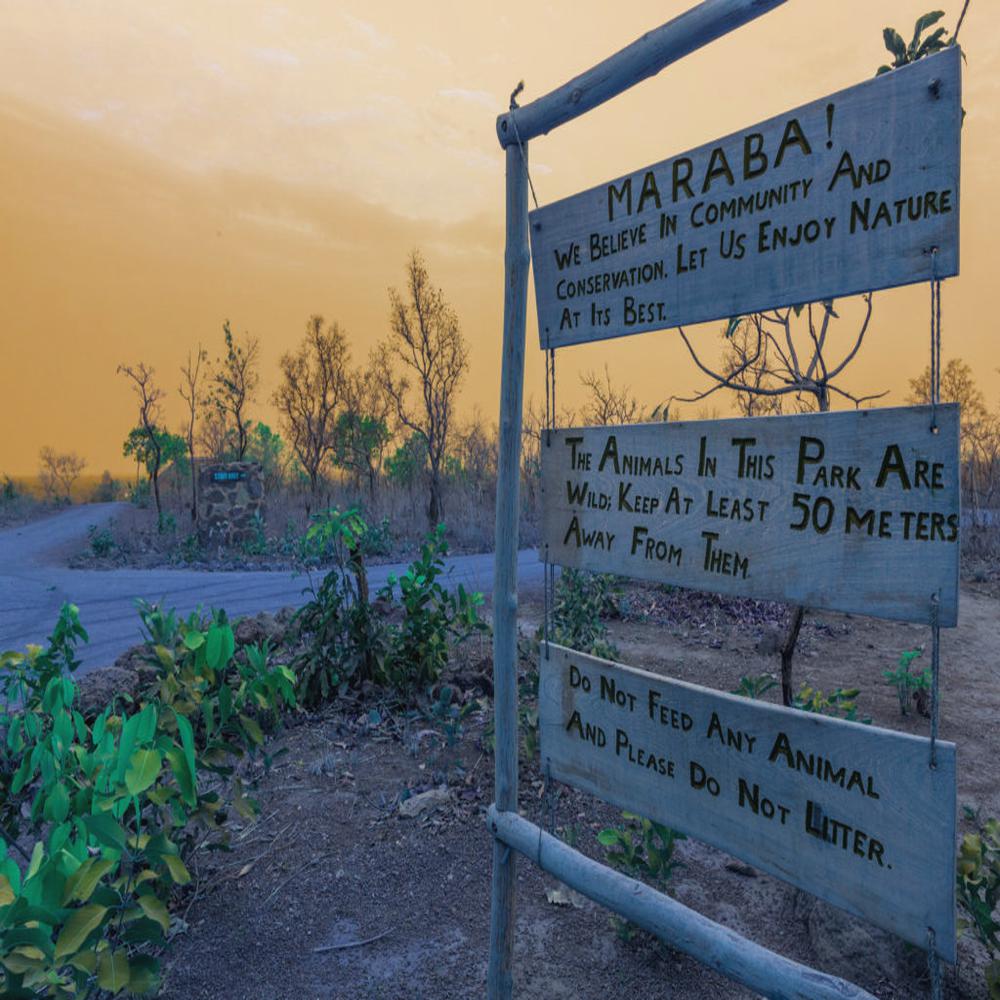 MARABA!
WE BELIEVE IN COMMUNITY AND
CONSERVATION. LET US ENJOY NATURE
AT ITS BEST.
THE ANIMALS IN THIS PARK ARE
WILD; KEEP AT LEAST 50 METERS
AWAY FROM THEM
DO NOT FEED ANY ANIMAL
AND PLEASE DO NOT LITTER.